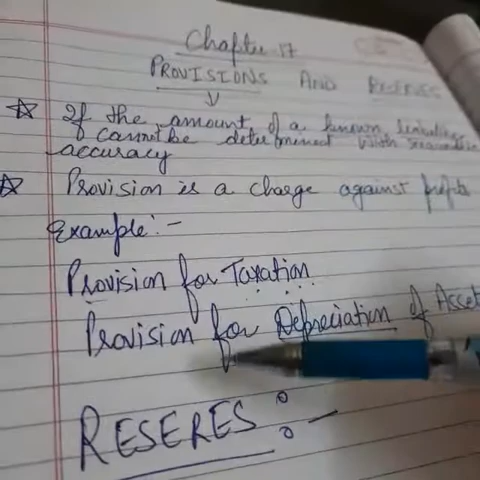 Chapter 17
PROVISIONS AND RESERVES
If the amount of a known liability
cannot be determined with reasonable
accuracy
Provision is a charge against profits
Example:-
Provision for Taxation
Provision for Depreciation of Asset
RESERES:-